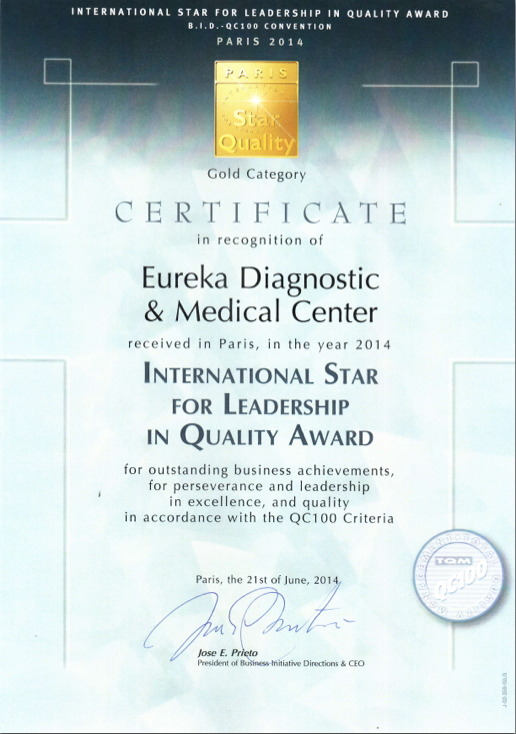 INTERNATIONAL STAR FOR LEADERSHIP IN QUALITY AWARD
B.I.D.-QC100 CONVENTION
PARIS 2014
PARIS
Star
Quality
Gold Category
CERTIFICATE
in recognition of
Eureka Diagnostic
& Medical Center
received in Paris, in the year 2014
INTERNATIONAL STAR
FOR LEADERSHIP
IN QUALITY AWARD
for outstanding business achievements,
for perseverance and leadership
in excellence, and quality
in accordance with the QC100 Criteria
TQM
QC100
Paris, the 21st of June, 2014
Jose E. Prieto
President of Business Initiative Directions & CEO